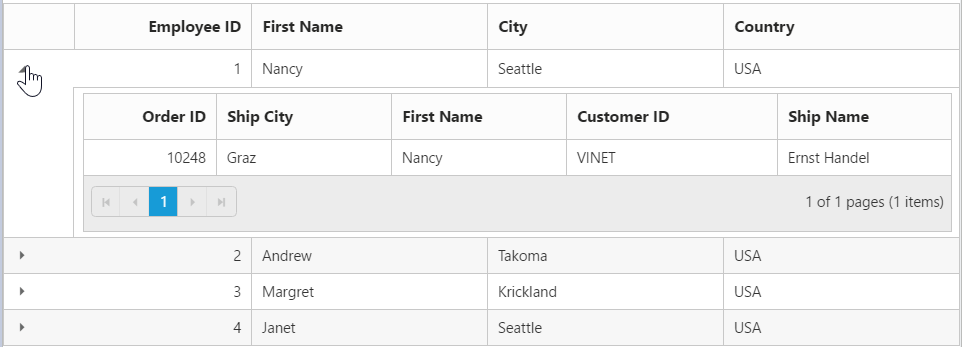 Employee ID First Name City Country
1 Nancy Seattle USA
Order ID Ship City First Name Customer ID Ship Name
10248 Graz Nancy VINET Ernst Handel
1 1 of 1 pages (1 items)
2 Andrew Takoma USA
3 Margret Krickland USA
4 Janet Seattle USA